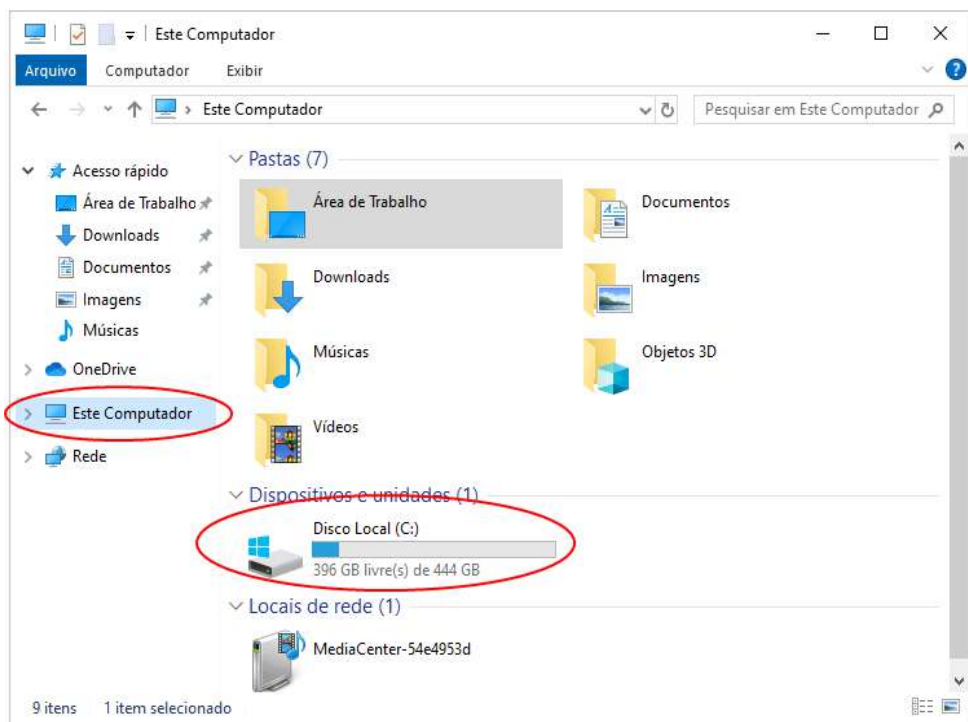 Este Computador
Arquivo Computador Exibir
Este Computador Pesquisar em Este Computador
Acesso rápido
Área de Trabalho
Downloads
Documentos
Imagens
Músicas
OneDrive
Este Computador
Rede
Pastas (7)
Área de Trabalho Documentos
Downloads Imagens
Músicas Objetos 3D
Vídeos
Dispositivos e unidades (1)
Disco Local (C:)
396 GB livre(s) de 444 GB
Locais de rede (1)
MediaCenter-54e4953d
9 itens 1 item selecionado